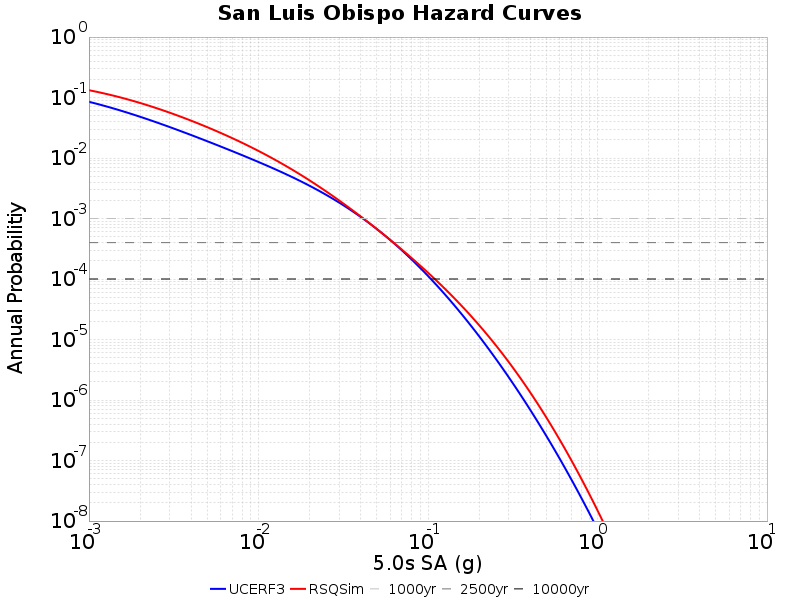 San Luis Obispo Hazard Curves
10^0
10^-1
10^-2
10^-3
10^-4
10^-5
10^-6
10^-7
10^-8
Annual Probabilitiy
10^-3 10^-2 10^-1 10^0 10^1
5.0s SA (g)
UCERF3 RSQSim 1000yr 2500yr 10000yr